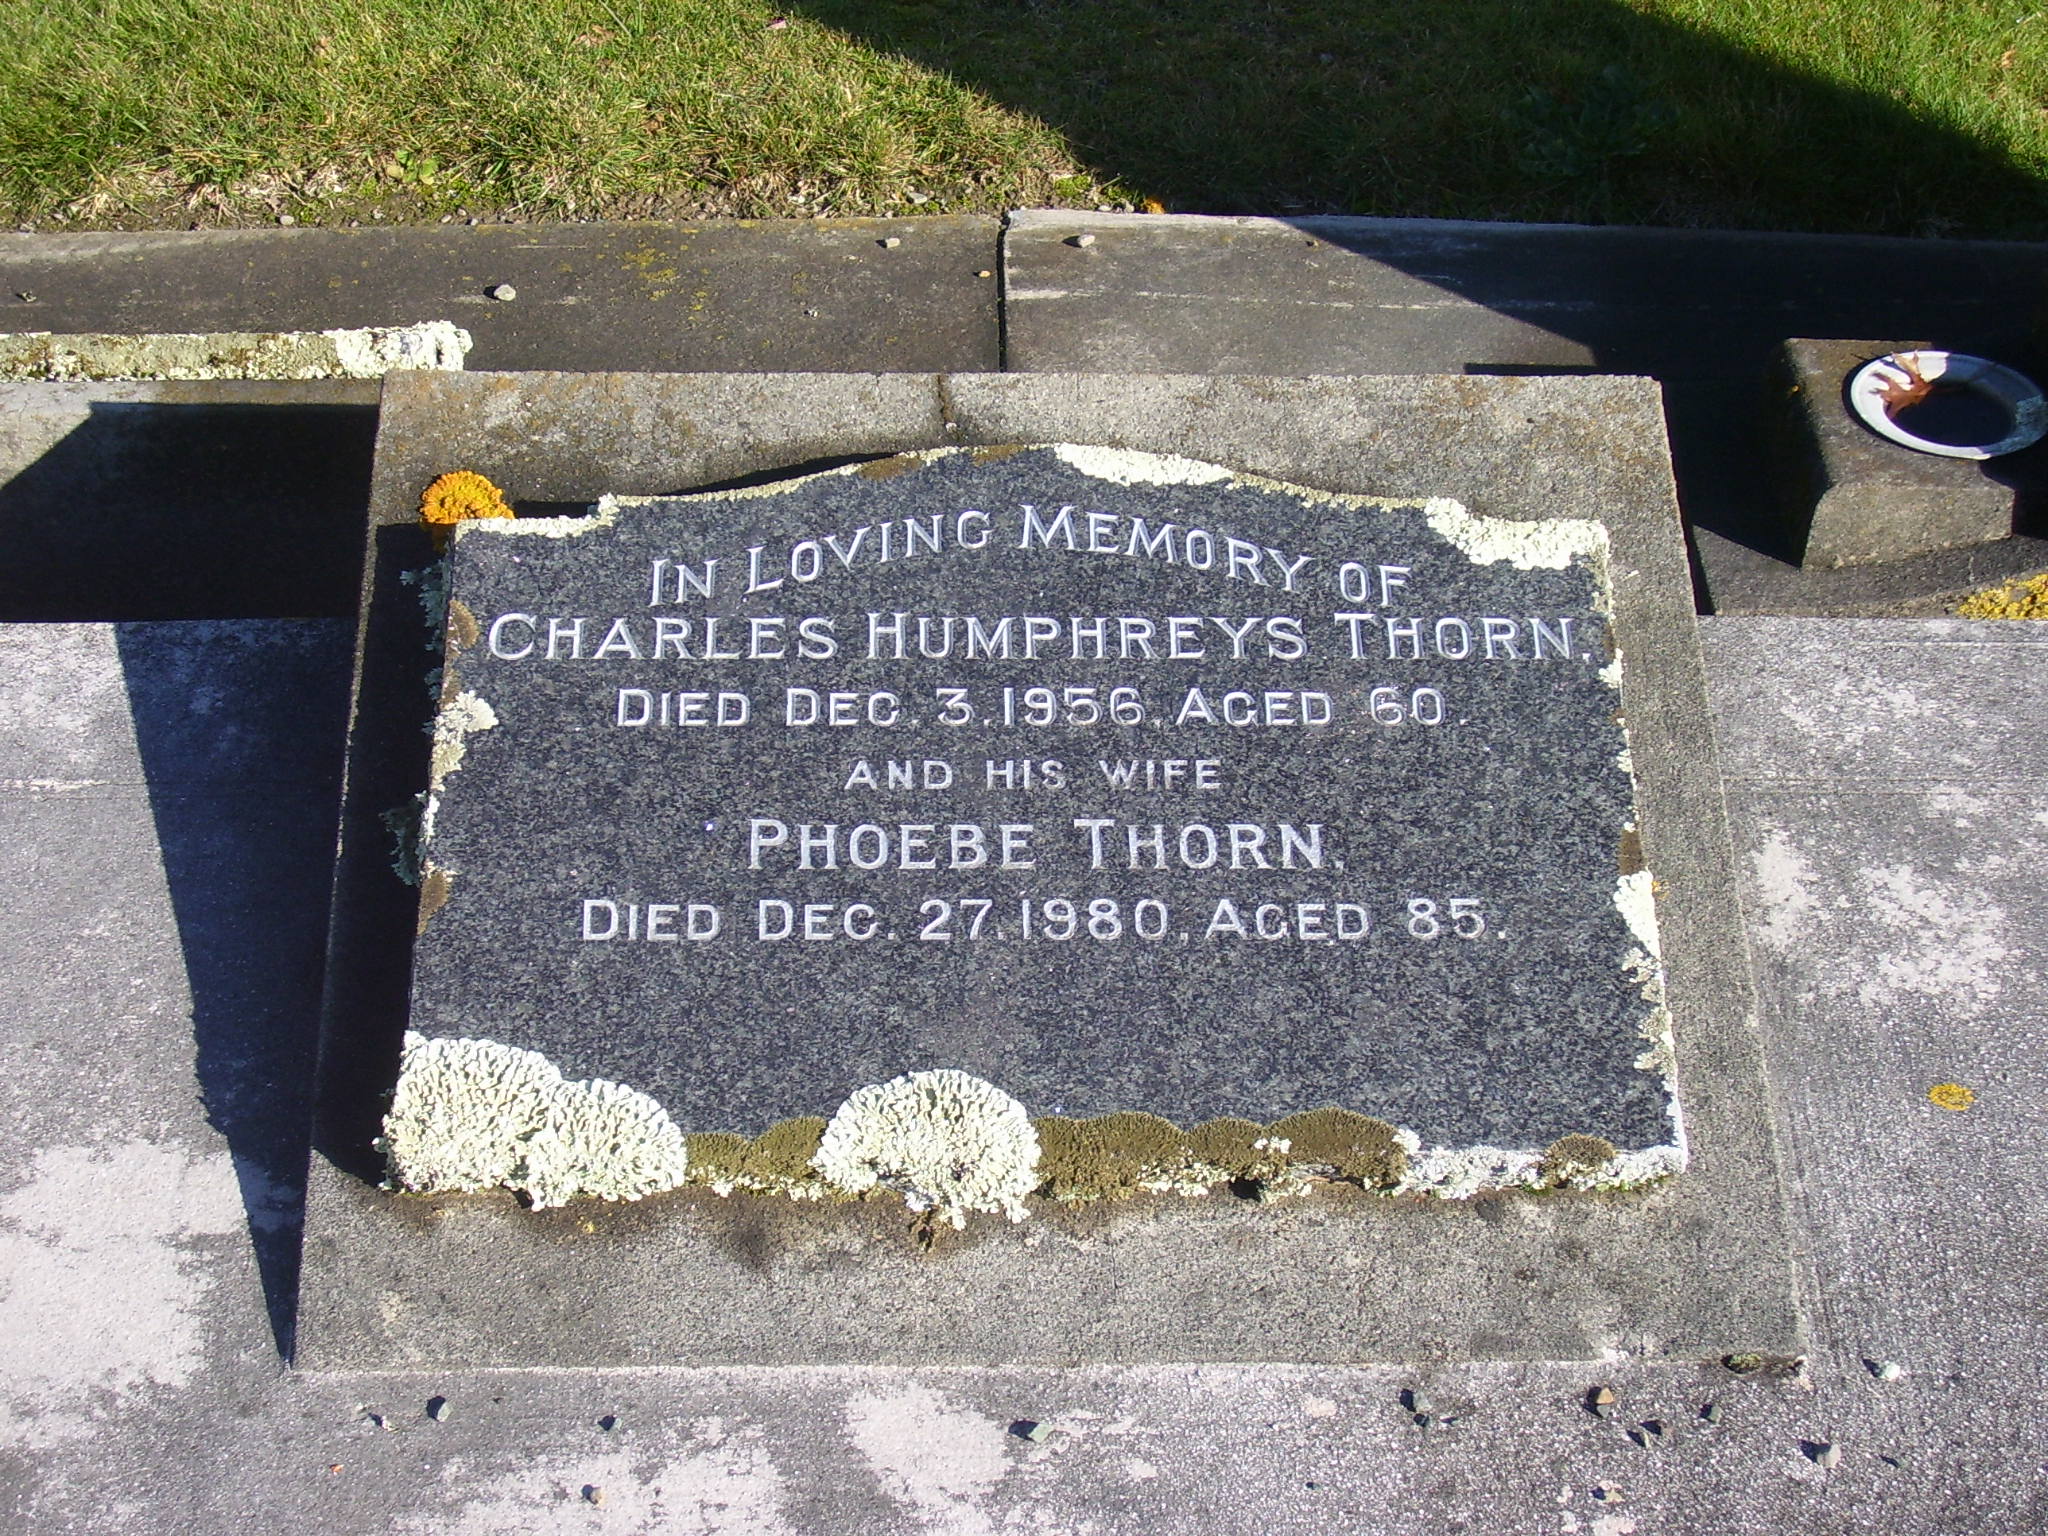 IN LOVING MEMORY OF
CHARLES HUMPHREYS THORN,
DIED DEC. 3. 1956, AGED 60.
AND HIS WIFE
PHOEBE THORN,
DIED DEC. 27. 1980, AGED 85.